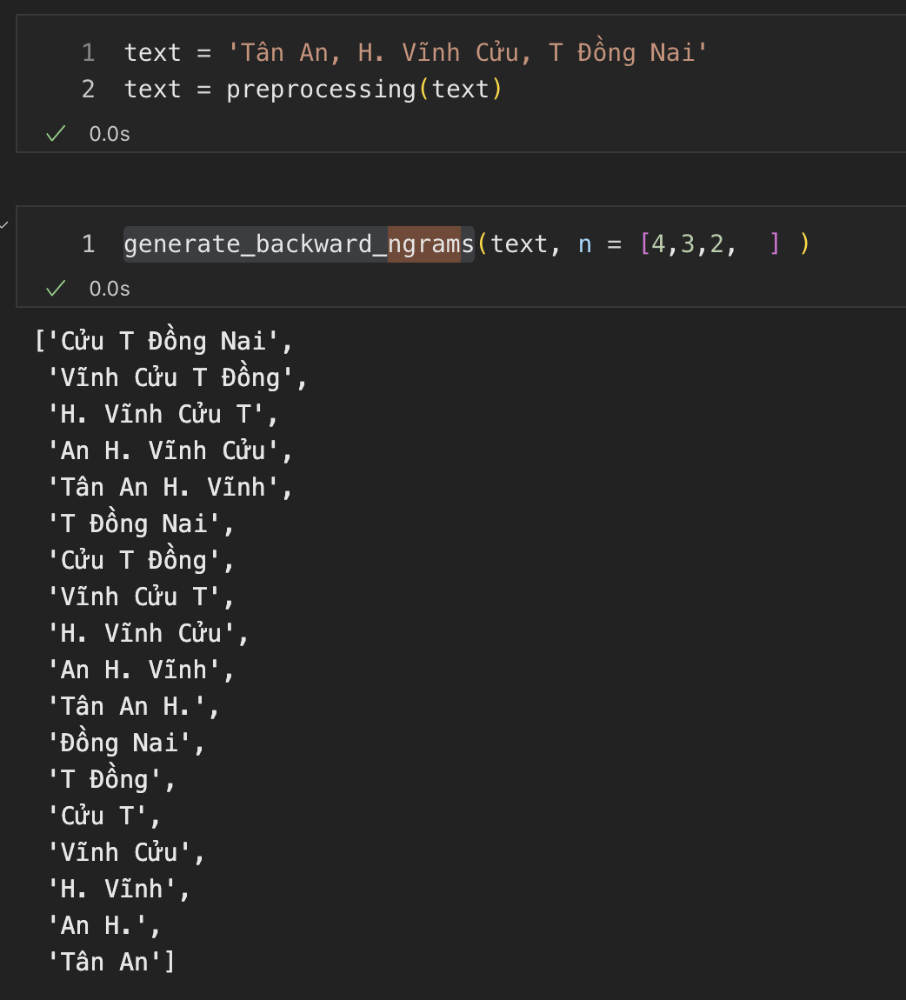 1 text = 'Tân An, H. Vĩnh Cửu, T Đồng Nai'
2 text = preprocessing(text)
0.0s
1 generate_backward_ngrams(text, n = [4,3,2,  ] )
0.0s
['Cửu T Đồng Nai',
'Vĩnh Cửu T Đồng',
'H. Vĩnh Cửu T',
'An H. Vĩnh Cửu',
'Tân An H. Vĩnh',
'T Đồng Nai',
'Cửu T Đồng',
'Vĩnh Cửu T',
'H. Vĩnh Cửu',
'An H. Vĩnh',
'Tân An H.',
'Đồng Nai',
'T Đồng',
'Cửu T',
'Vĩnh Cửu',
'H. Vĩnh',
'An H.',
'Tân An']